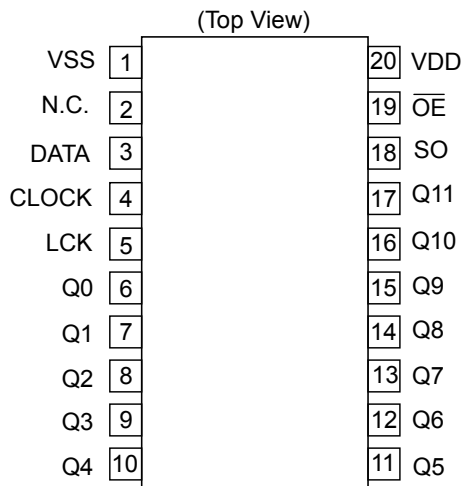 (Top View)
VSS 1 20 VDD
N.C. 2 19 O̅E̅
DATA 3 18 SO
CLOCK 4 17 Q11
LCK 5 16 Q10
Q0 6 15 Q9
Q1 7 14 Q8
Q2 8 13 Q7
Q3 9 12 Q6
Q4 10 11 Q5